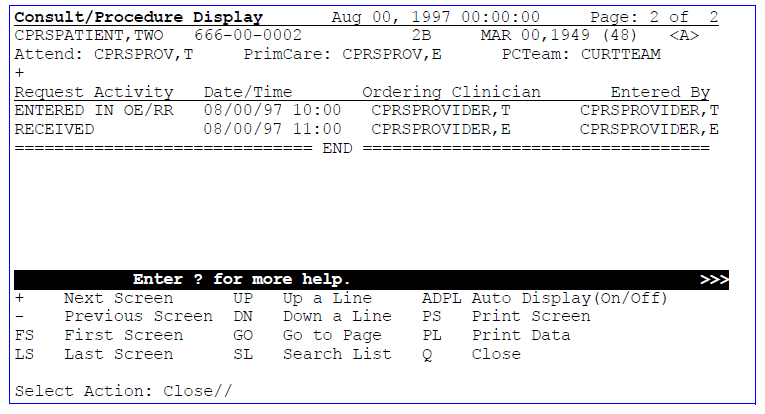 Consult/Procedure Display       Aug 00, 1997 00:00:00     Page: 2 of  2
CPRSPATIENT,TWO   666-00-0002           2B     MAR 00,1949 (48)   <A>
Attend: CPRSPROV,T     PrimCare: CPRSPROV,E      PCTeam: CURTTEAM
+
Request Activity   Date/Time       Ordering Clinician       Entered By
ENTERED IN OE/RR   08/00/97 10:00   CPRSPROVIDER,T       CPRSPROVIDER,T
RECEIVED           08/00/97 11:00   CPRSPROVIDER,E       CPRSPROVIDER,E
============================== END ===================================
Enter ? for more help.                                   >>>
+    Next Screen      UP   Up a Line     ADPL Auto Display(On/Off)
-    Previous Screen  DN   Down a Line   PS   Print Screen
FS   First Screen     GO   Go to Page    PL   Print Data
LS   Last Screen      SL   Search List   Q    Close
Select Action: Close//